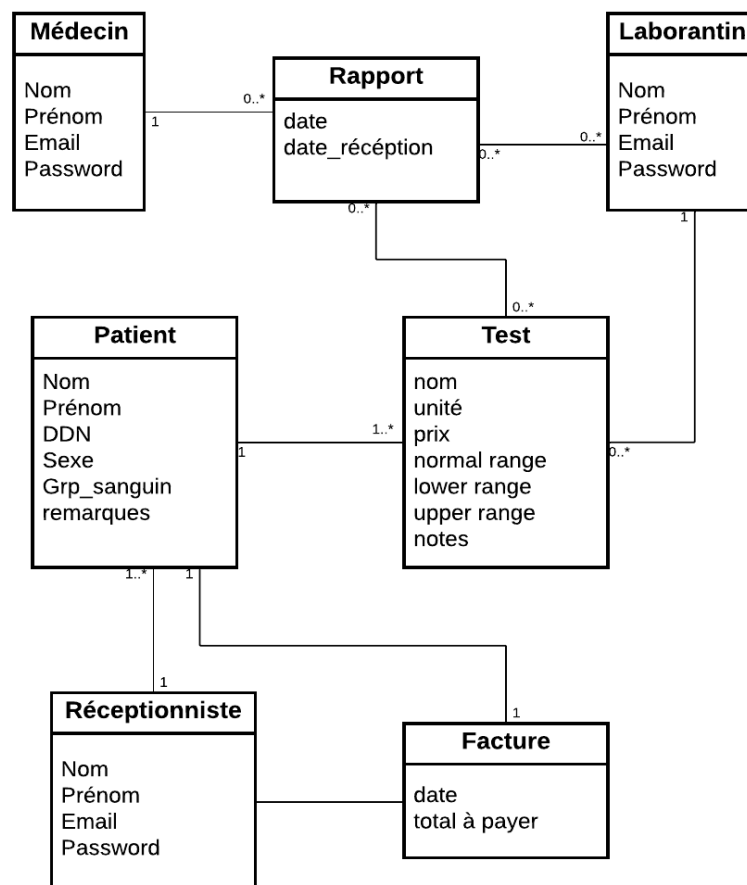 Médecin
Nom
Prénom
Email
Password
1
0..*
Rapport
date
date_récéption
0..*
0..*
0..*
Laborantin
Nom
Prénom
Email
Password
1
0..*
Patient
Nom
Prénom
DDN
Sexe
Grp_sanguin
remarques
1
1..*
1..*
1
Test
nom
unité
prix
normal range
lower range
upper range
notes
0..*
1
Réceptionniste
Nom
Prénom
Email
Password
1
Facture
date
total à payer